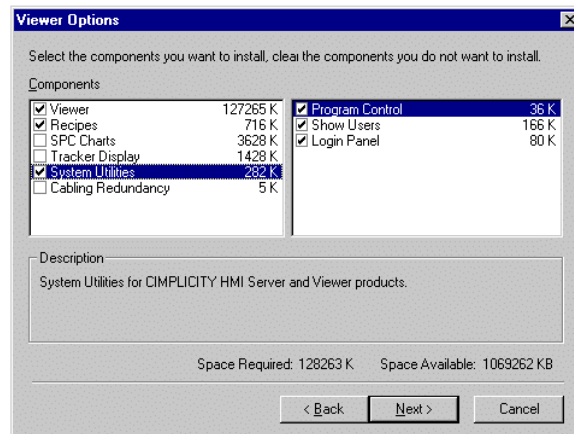 Viewer Options
Select the components you want to install, clear the components you do not want to install.
Components
Viewer 127265 K
Recipes 716 K
SPC Charts 3628 K
Tracker Display 1428 K
System Utilities 282 K
Cabling Redundancy 5 K
Program Control 36 K
Show Users 166 K
Login Panel 80 K
Description
System Utilities for CIMPLICITY HMI Server and Viewer products.
Space Required: 128263 K Space Available: 1069262 KB
< Back Next > Cancel